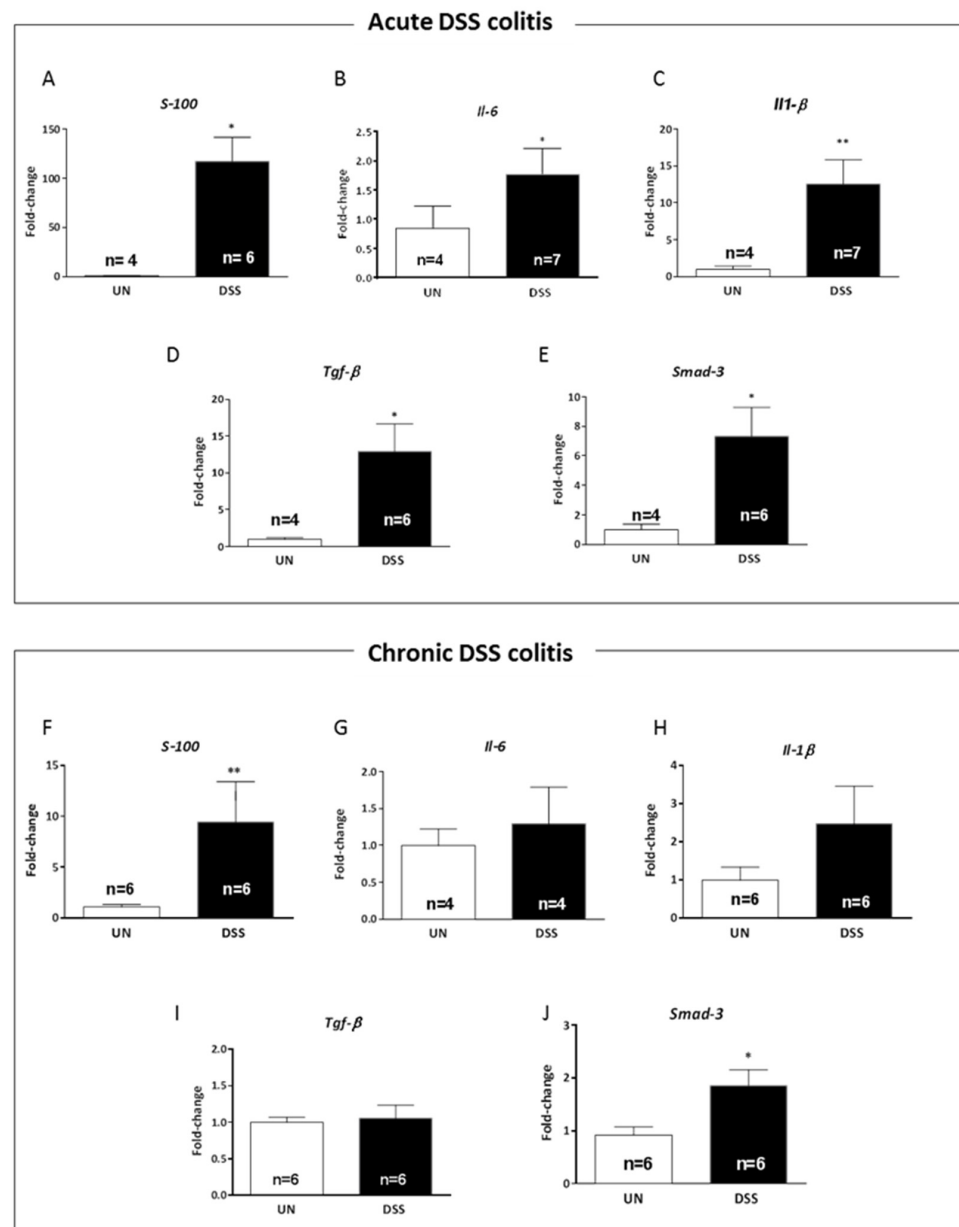 Acute DSS colitis
A
S-100
Fold-change
150
100
50
0
*
n= 4
n= 6
UN
DSS
B
Il-6
Fold-change
2.5
2.0
1.5
1.0
0.5
0.0
*
n=4
n=7
UN
DSS
C
Il1-β
Fold-change
20
15
10
5
0
**
n=4
n=7
UN
DSS
D
Tgf-β
Fold-change
20
15
10
5
0
*
n=4
n=6
UN
DSS
E
Smad-3
Fold-change
10
8
6
4
2
0
*
n=4
n=6
UN
DSS
Chronic DSS colitis
F
S-100
Fold-change
15
10
5
0
**
n=6
n=6
UN
DSS
G
Il-6
Fold-change
2.0
1.5
1.0
0.5
0.0
n=4
n=4
UN
DSS
H
Il-1β
Fold-change
4
3
2
1
0
n=6
n=6
UN
DSS
I
Tgf-β
Fold-change
2.0
1.5
1.0
0.5
0.0
n=6
n=6
UN
DSS
J
Smad-3
Fold-change
3
2
1
0
*
n=6
n=6
UN
DSS